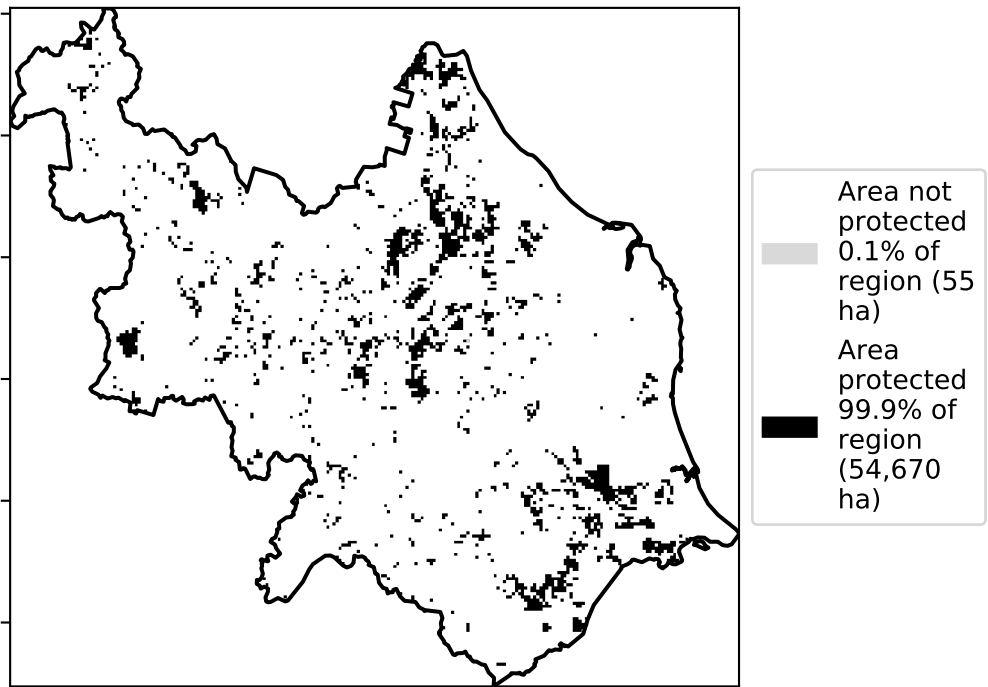 Area not
protected
0.1% of
region (55
ha)
Area
protected
99.9% of
region
(54,670
ha)